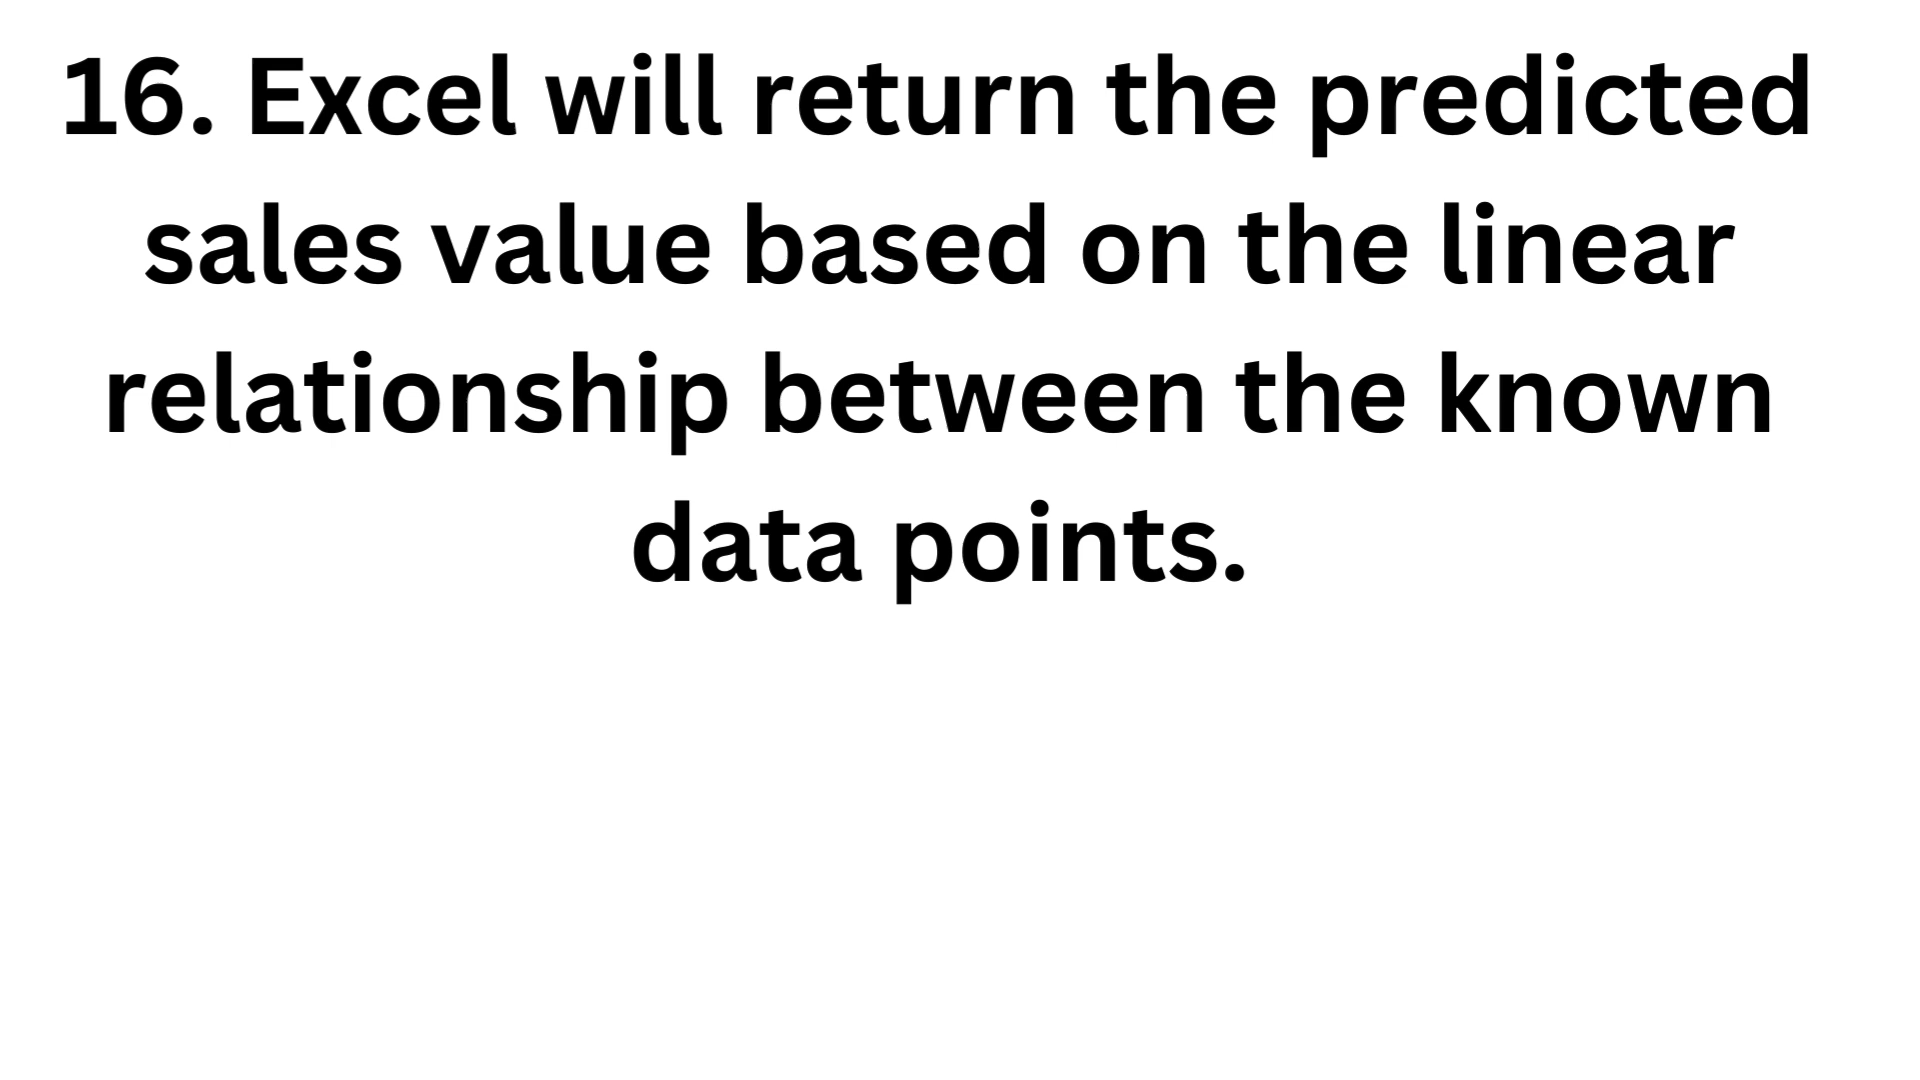 16. Excel will return the predicted
sales value based on the linear
relationship between the known
data points.